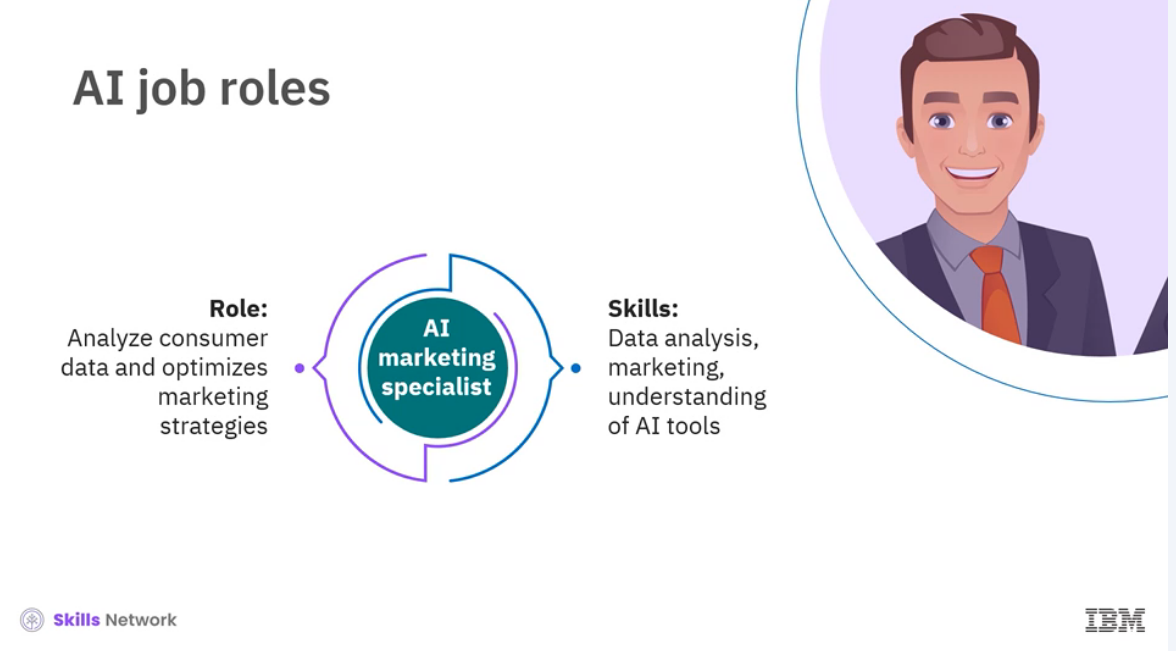 AI job roles
Role:
Analyze consumer
data and optimizes
marketing
strategies
AI
marketing
specialist
Skills:
Data analysis,
marketing,
understanding
of AI tools
Skills Network
IBM